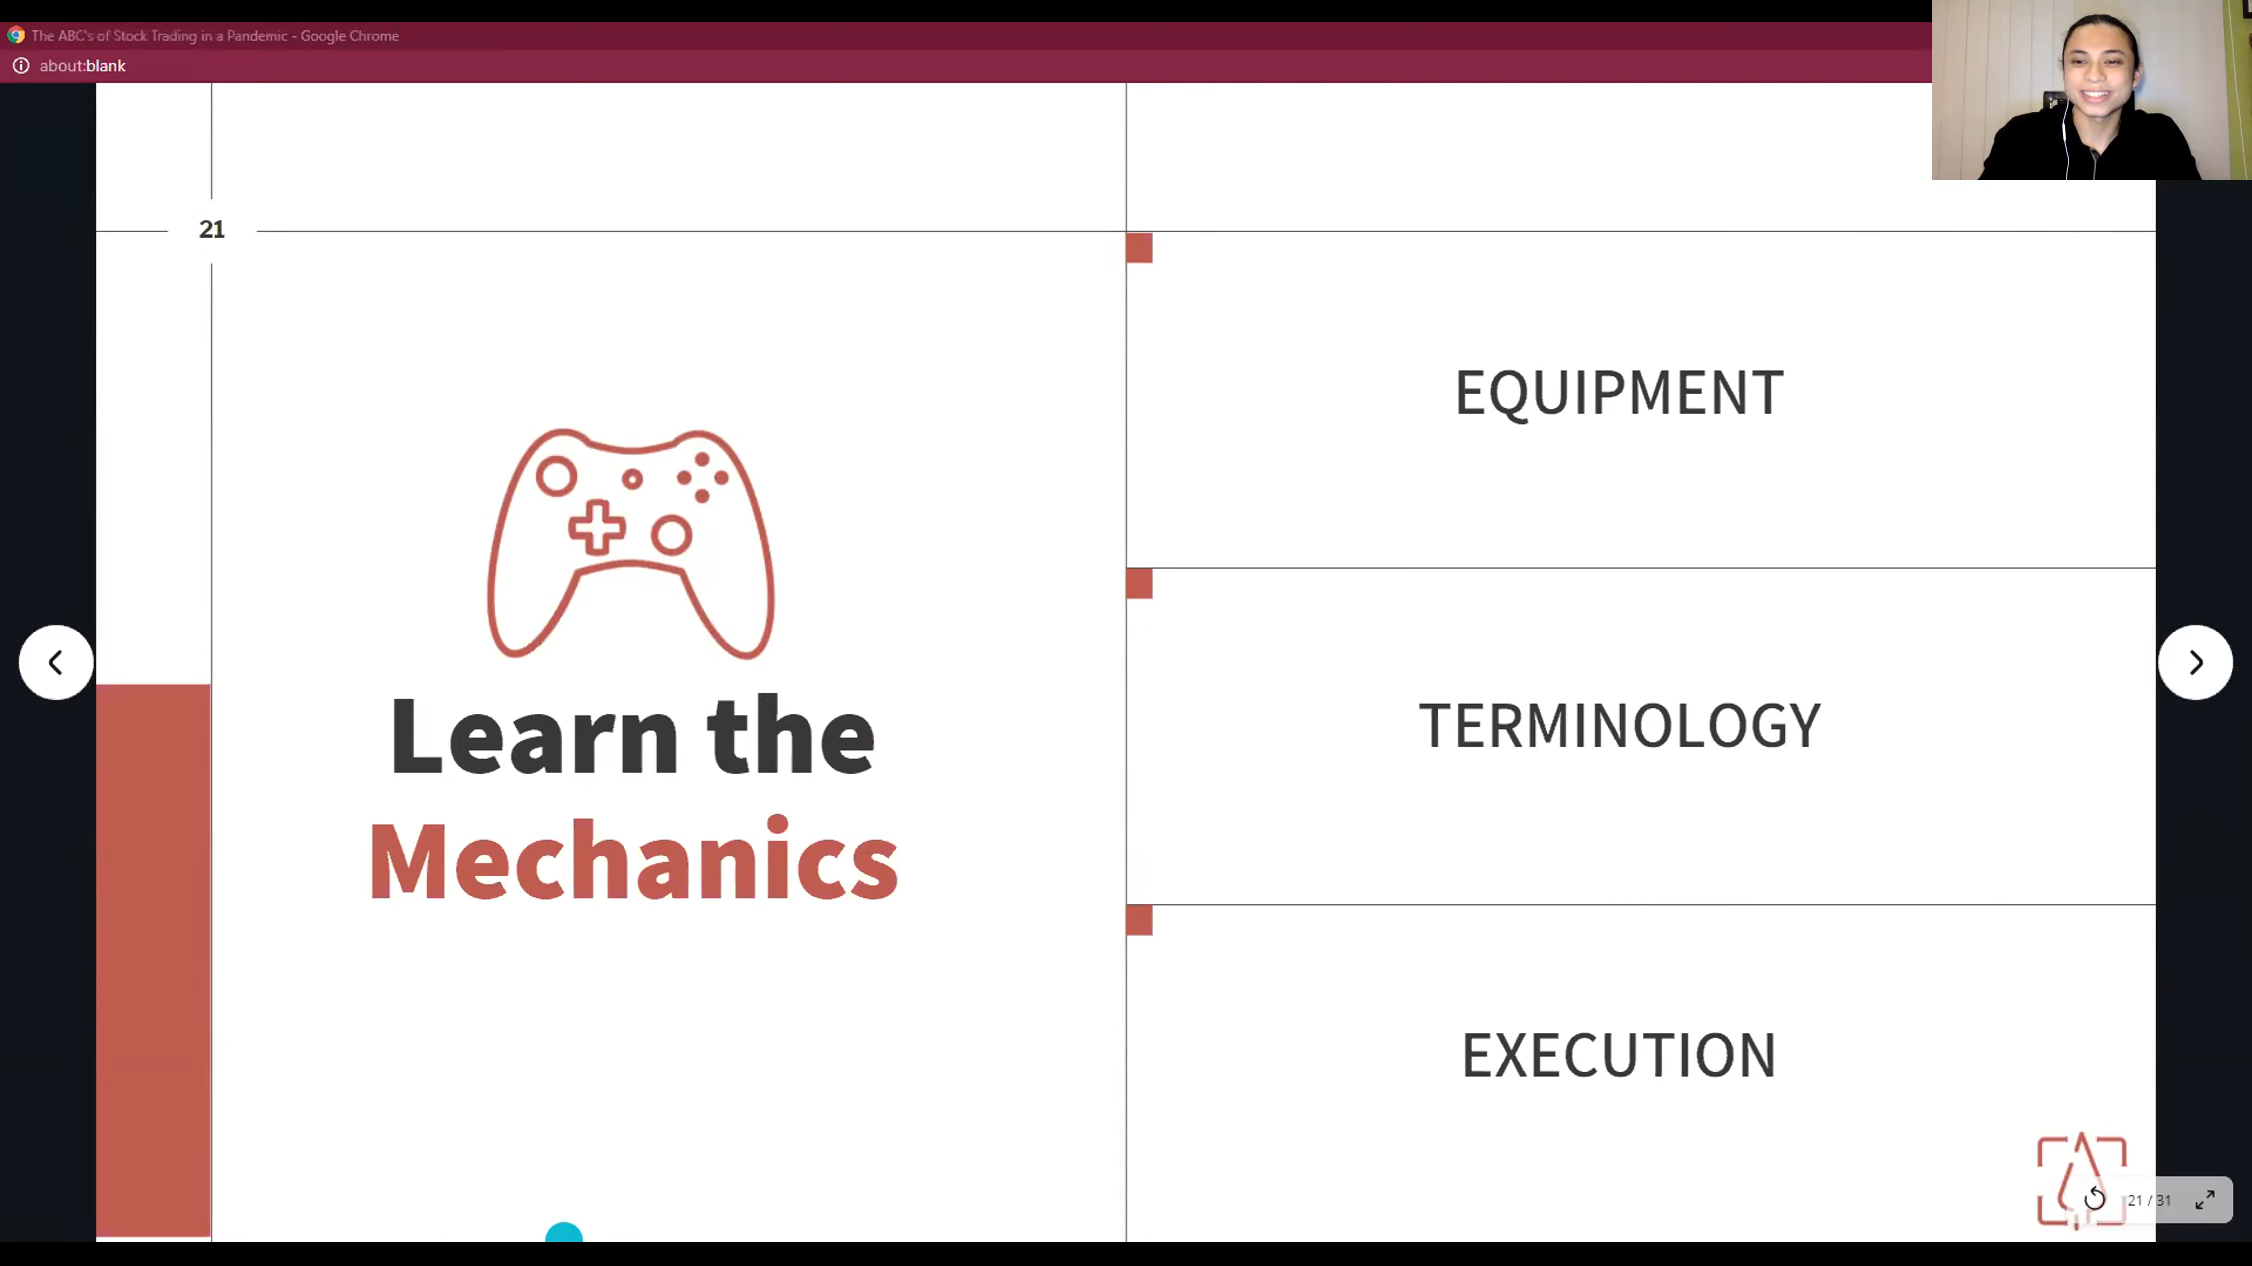 The ABC's of Stock Trading in a Pandemic - Google Chrome
about:blank
21
Learn the
Mechanics
EQUIPMENT
TERMINOLOGY
EXECUTION
21 / 31